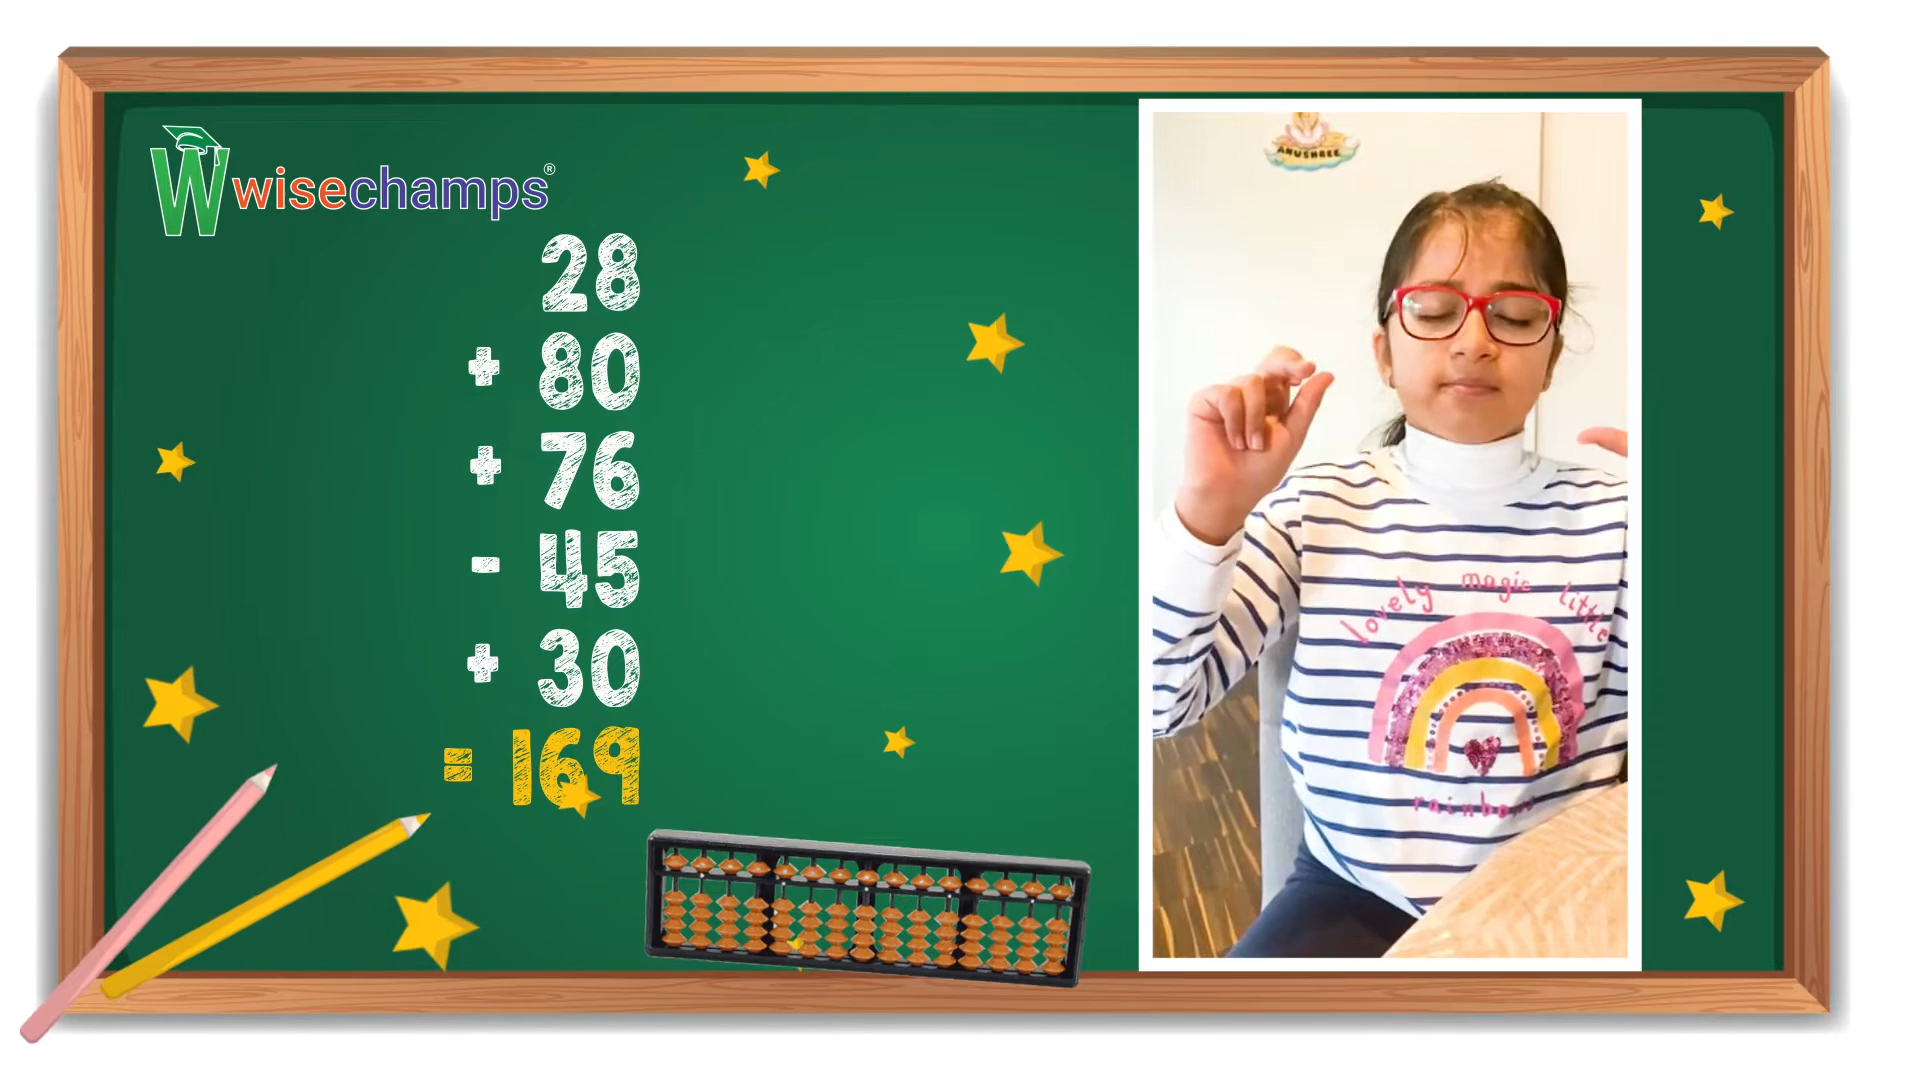 wisechamps®
28
+ 80
+ 76
- 45
+ 30
= 169
ANUSHREE
lovely magic little
rainbow